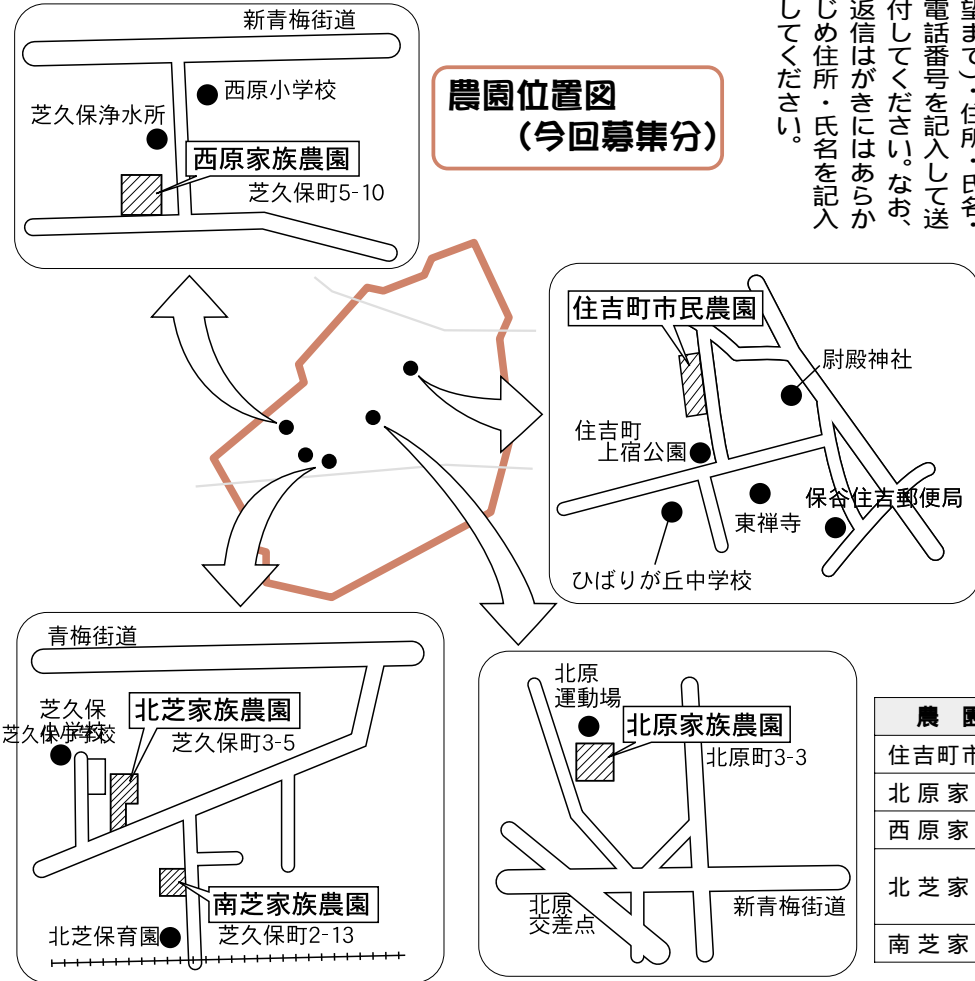 望まで）・住所・氏名・
電話番号を記入して送
付してください。なお、
返信はがきにはあらか
じめ住所・氏名を記入
してください。
農園位置図
（今回募集分）
新青梅街道
西原小学校
芝久保浄水所
西原家族農園
芝久保町5-10
住吉町市民農園
尉殿神社
住吉町
上宿公園
保谷住吉郵便局
東禅寺
ひばりが丘中学校
青梅街道
芝久保
小学校
芝久保小学校
北芝家族農園
芝久保町3-5
南芝家族農園
芝久保町2-13
北芝保育園
北原
運動場
北原家族農園
北原町3-3
北原
交差点
新青梅街道
農
住吉町市
北原家
西原家
北芝家
南芝家